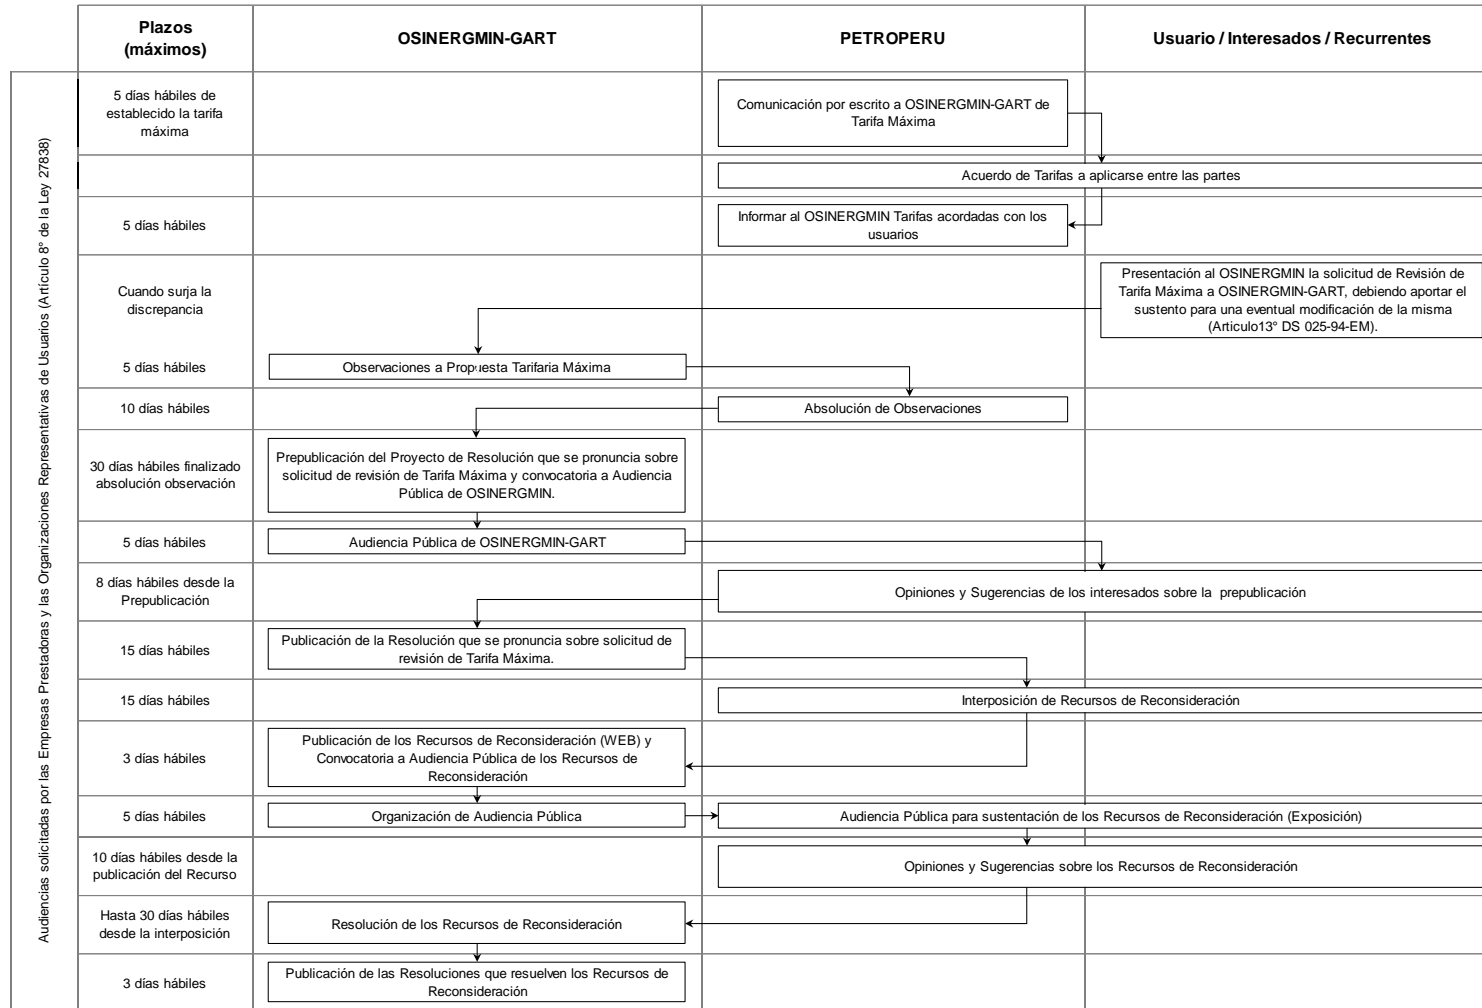 Plazos
(máximos)
OSINERGMIN-GART
PETROPERU
Usuario / Interesados / Recurrentes
Audiencias solicitadas por las Empresas Prestadoras y las Organizaciones Representativas de Usuarios (Artículo 8° de la Ley 27838)
5 días hábiles de
establecido la tarifa
máxima
Comunicación por escrito a OSINERGMIN-GART de
Tarifa Máxima
Acuerdo de Tarifas a aplicarse entre las partes
5 días hábiles
Informar al OSINERGMIN Tarifas acordadas con los
usuarios
Cuando surja la
discrepancia
Presentación al OSINERGMIN la solicitud de Revisión de
Tarifa Máxima a OSINERGMIN-GART, debiendo aportar el
sustento para una eventual modificación de la misma
(Articulo13° DS 025-94-EM).
5 días hábiles
Observaciones a Propuesta Tarifaria Máxima
10 días hábiles
Absolución de Observaciones
30 días hábiles finalizado
absolución observación
Prepublicación del Proyecto de Resolución que se pronuncia sobre
solicitud de revisión de Tarifa Máxima y convocatoria a Audiencia
Pública de OSINERGMIN.
5 días hábiles
Audiencia Pública de OSINERGMIN-GART
8 días hábiles desde la
Prepublicación
Opiniones y Sugerencias de los interesados sobre la prepublicación
15 días hábiles
Publicación de la Resolución que se pronuncia sobre solicitud de
revisión de Tarifa Máxima.
15 días hábiles
Interposición de Recursos de Reconsideración
3 días hábiles
Publicación de los Recursos de Reconsideración (WEB) y
Convocatoria a Audiencia Pública de los Recursos de
Reconsideración
5 días hábiles
Organización de Audiencia Pública
Audiencia Pública para sustentación de los Recursos de Reconsideración (Exposición)
10 días hábiles desde la
publicación del Recurso
Opiniones y Sugerencias sobre los Recursos de Reconsideración
Hasta 30 días hábiles
desde la interposición
Resolución de los Recursos de Reconsideración
3 días hábiles
Publicación de las Resoluciones que resuelven los Recursos de
Reconsideración